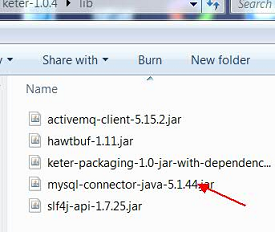 keter-1.0.4 ▸ lib
Search
Share with ▾ Burn New folder
Name
activemq-client-5.15.2.jar
hawtbuf-1.11.jar
keter-packaging-1.0-jar-with-dependenc...
mysql-connector-java-5.1.44.jar
slf4j-api-1.7.25.jar